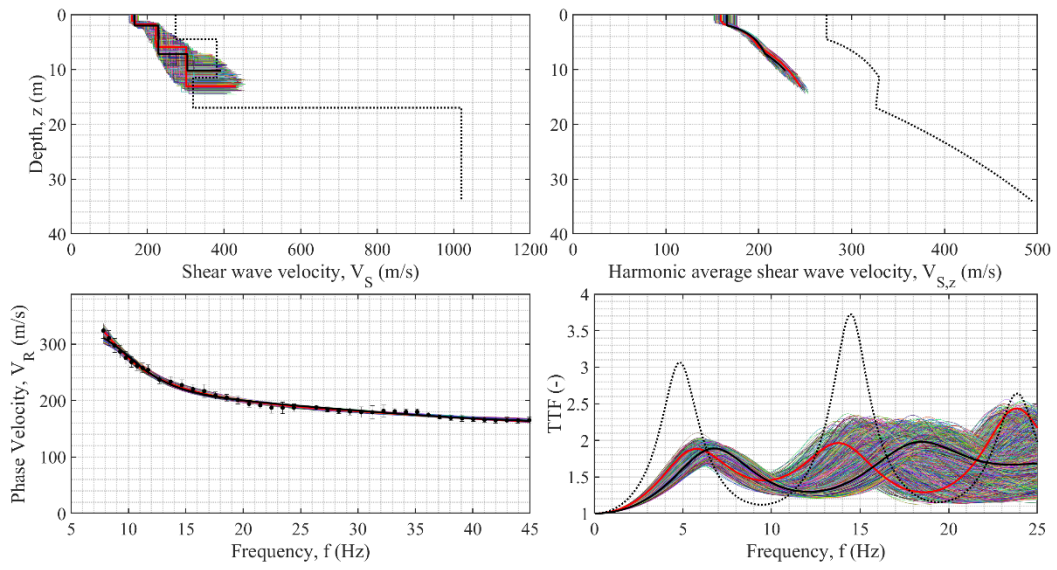 0
10
20
30
40
Depth, z (m)
0 200 400 600 800 1000 1200
Shear wave velocity, V_S (m/s)
0
10
20
30
40
0 100 200 300 400 500
Harmonic average shear wave velocity, V_S,z (m/s)
300
200
100
0
Phase Velocity, V_R (m/s)
5 10 15 20 25 30 35 40 45
Frequency, f (Hz)
4
3.5
3
2.5
2
1.5
1
TTF (-)
0 5 10 15 20 25
Frequency, f (Hz)